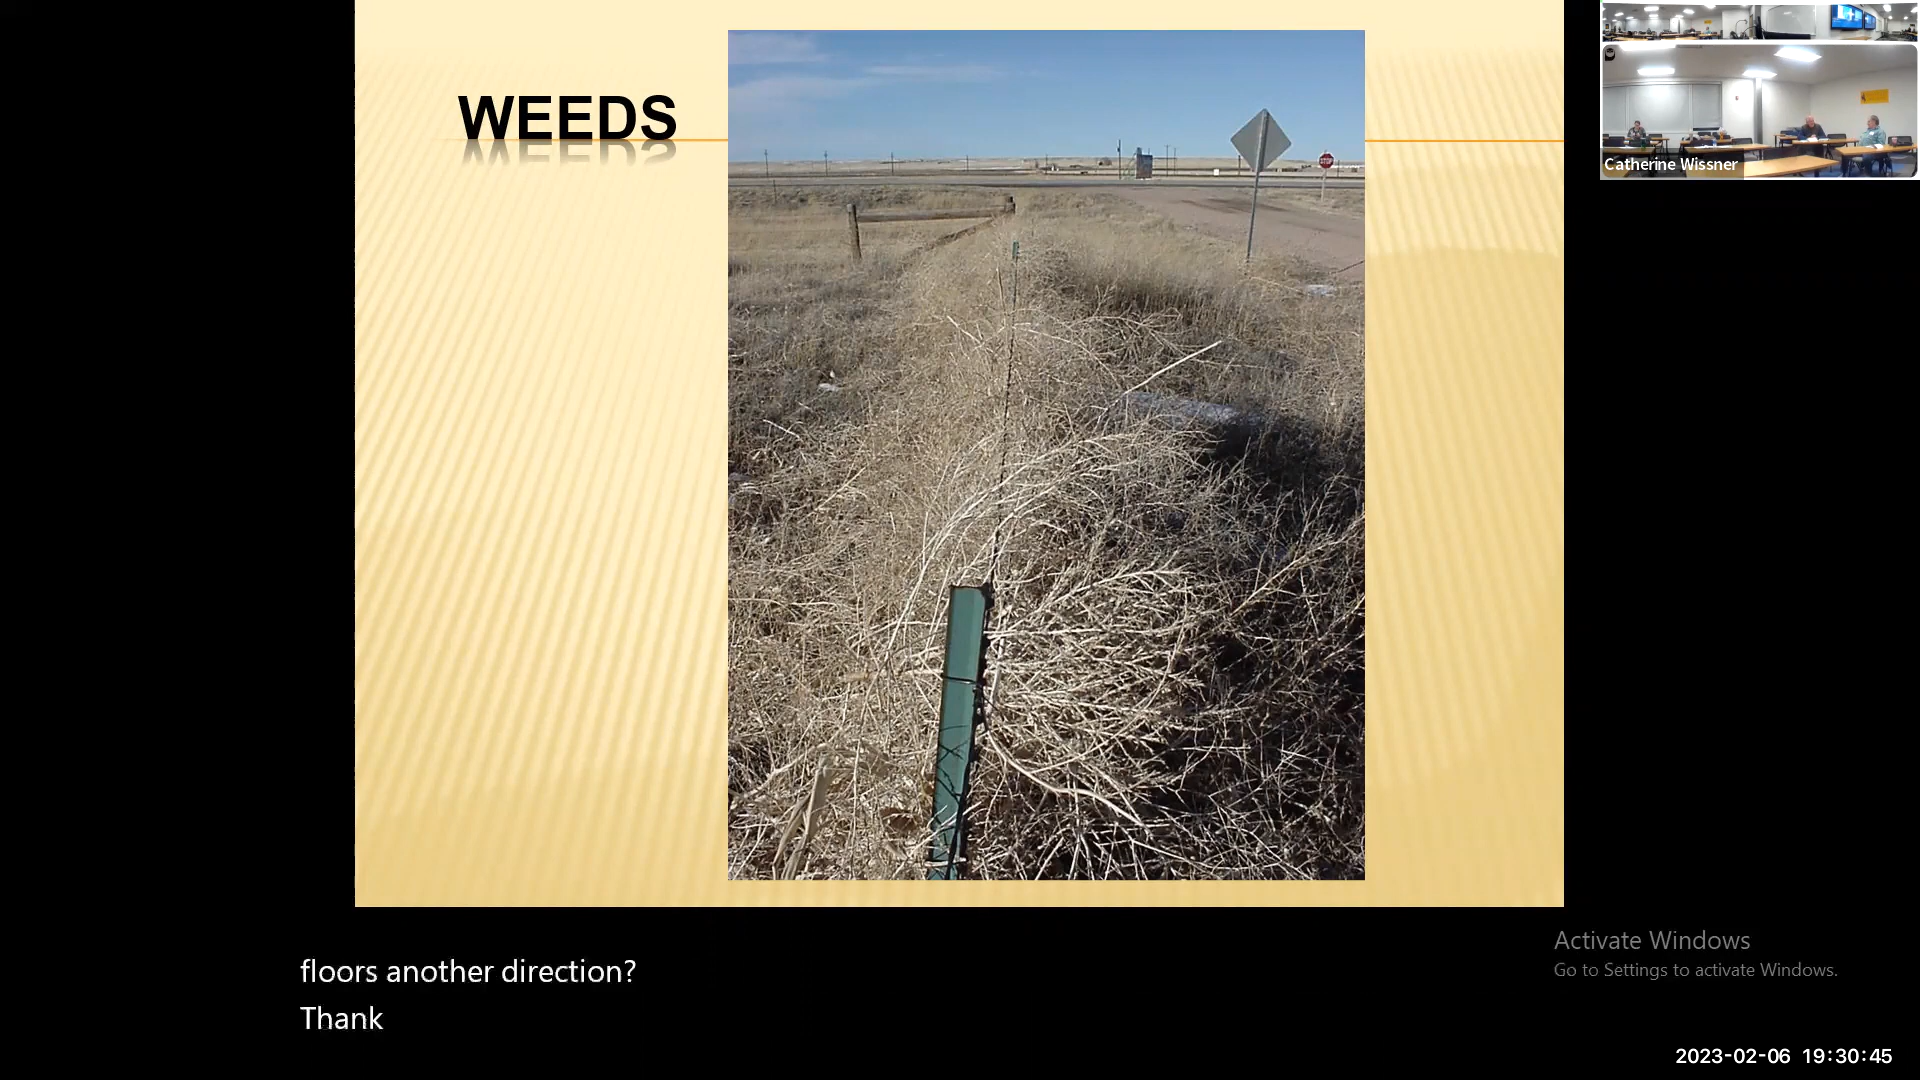 WEEDS
STOP
Catherine Wissner
floors another direction?
Thank
Activate Windows
Go to Settings to activate Windows.
2023-02-06 19:30:45